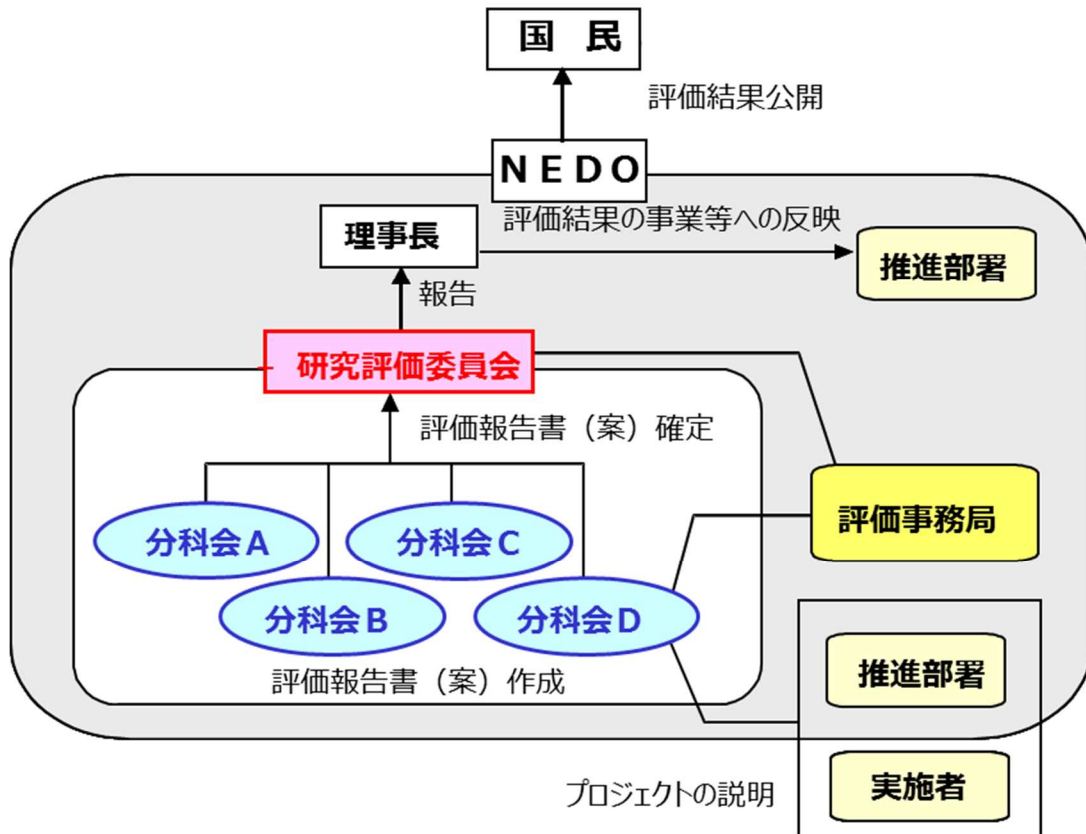 国 民
評価結果公開
ＮＥＤＯ
評価結果の事業等への反映
理事長
推進部署
報告
研究評価委員会
評価報告書（案）確定
分科会Ａ
分科会Ｃ
評価事務局
分科会Ｂ
分科会Ｄ
評価報告書（案）作成
推進部署
プロジェクトの説明
実施者